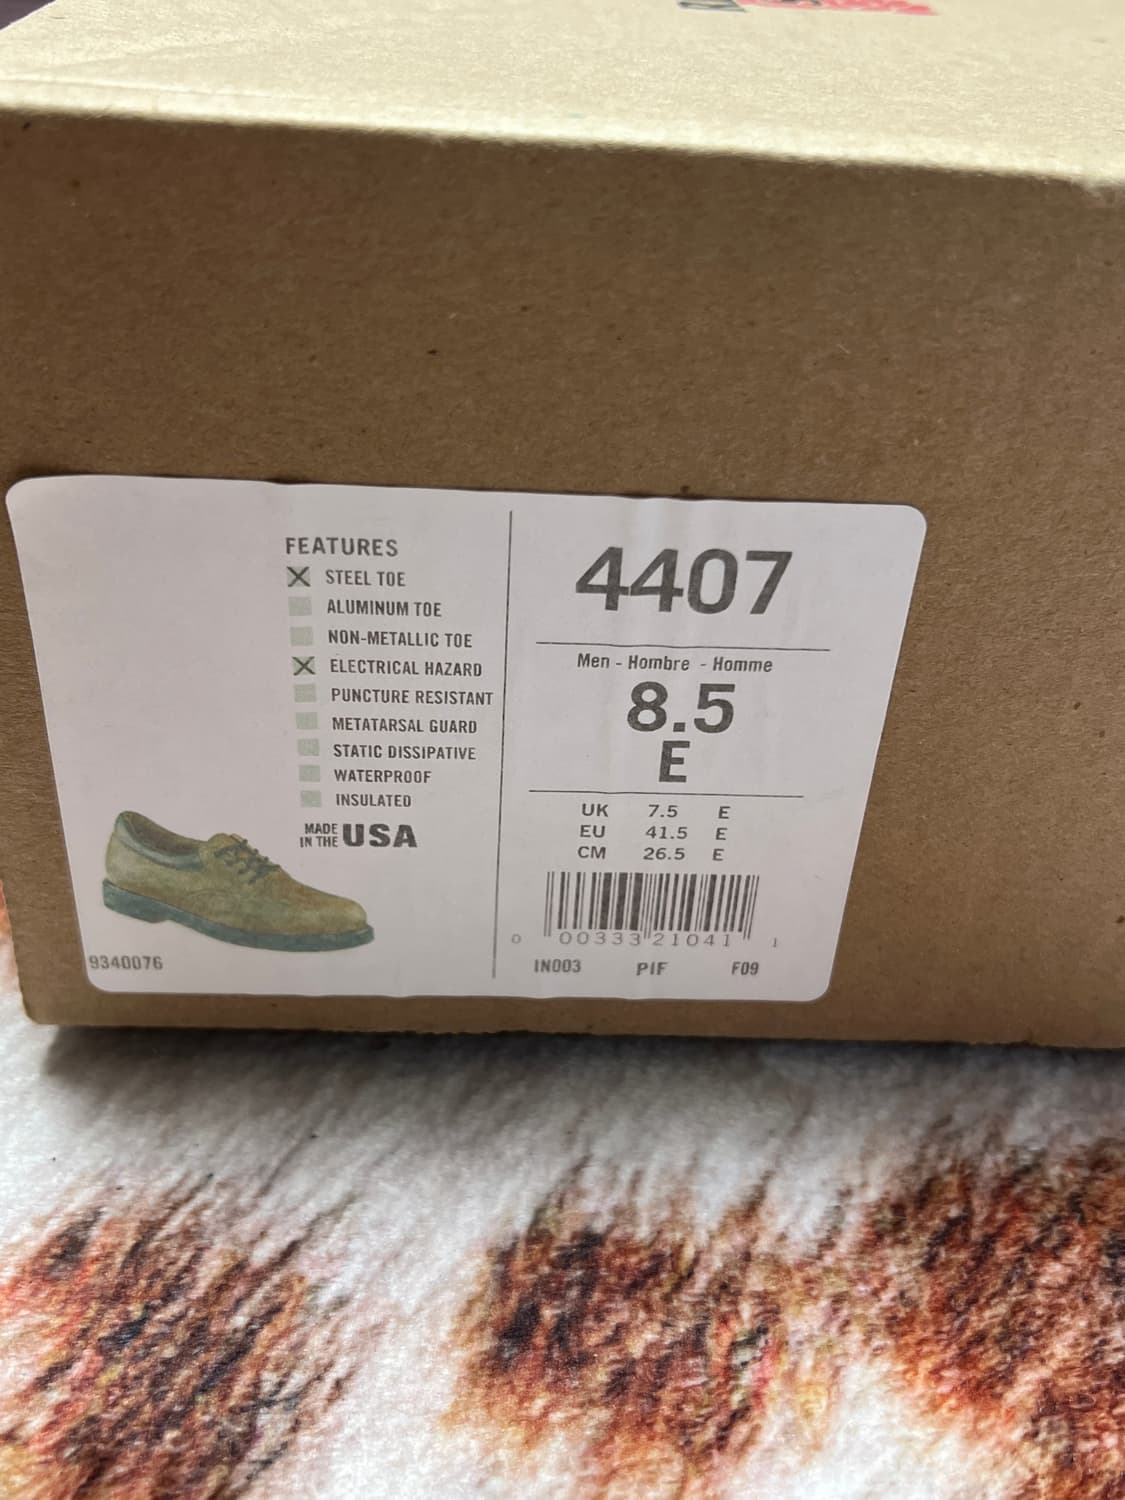 FEATURES
STEEL TOE
ALUMINUM TOE
NON-METALLIC TOE
ELECTRICAL HAZARD
PUNCTURE RESISTANT
METATARSAL GUARD
STATIC DISSIPATIVE
WATERPROOF
INSULATED
MADE IN THE USA
9340076
4407
Men - Hombre - Homme
8.5
E
UK 7.5 E
EU 41.5 E
CM 26.5 E
0 00333 21041 1
IN003 PIF F09